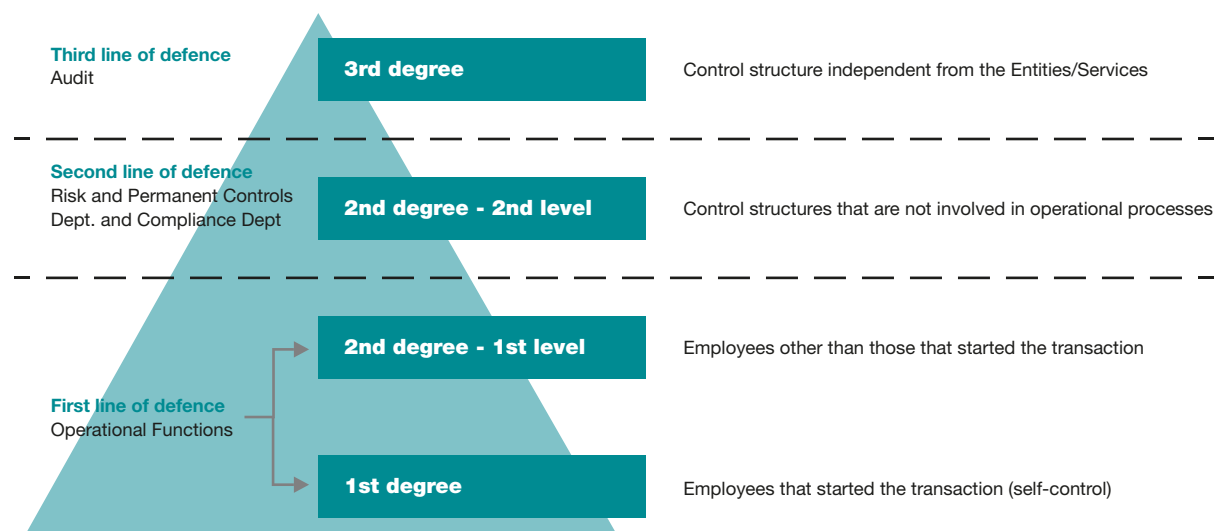 Third line of defence
Audit
3rd degree
Control structure independent from the Entities/Services
Second line of defence
Risk and Permanent Controls
Dept. and Compliance Dept
2nd degree - 2nd level
Control structures that are not involved in operational processes
2nd degree - 1st level
Employees other than those that started the transaction
First line of defence
Operational Functions
1st degree
Employees that started the transaction (self-control)